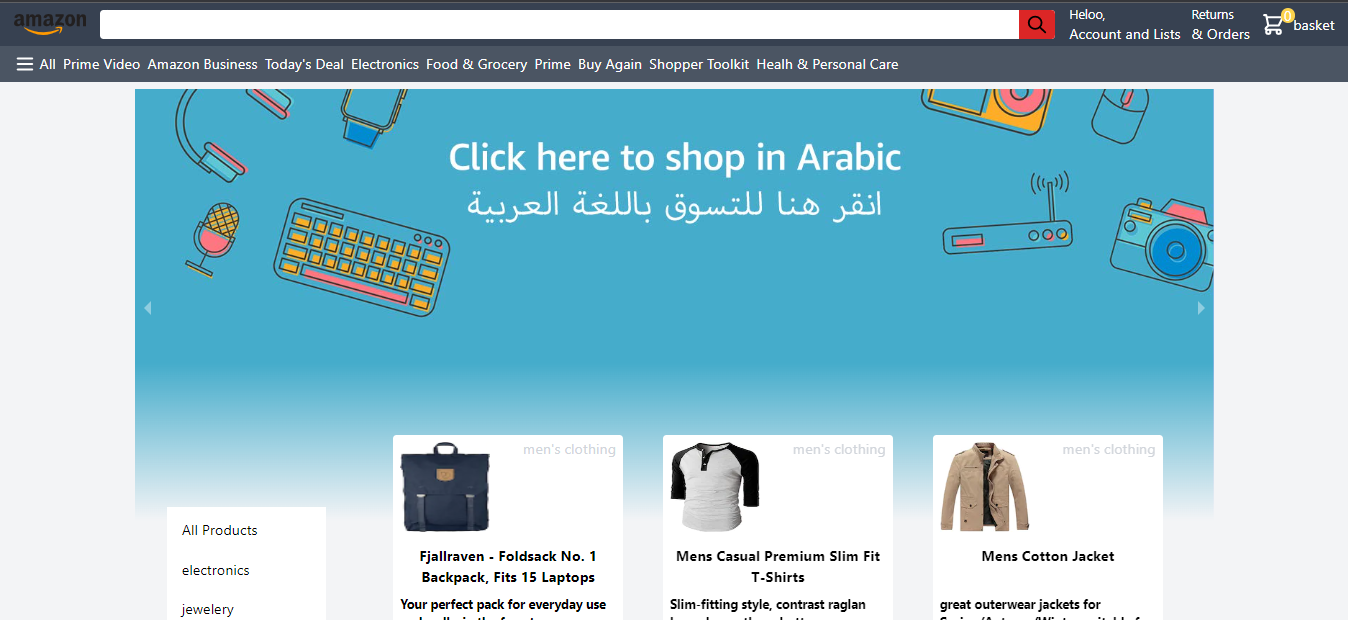 amazon
Heloo,
Account and Lists
Returns
& Orders
0
basket
All Prime Video Amazon Business Today's Deal Electronics Food & Grocery Prime Buy Again Shopper Toolkit Healh & Personal Care
Click here to shop in Arabic
انقر هنا للتسوق باللغة العربية
men's clothing
men's clothing
men's clothing
All Products
electronics
jewelery
Fjallraven - Foldsack No. 1
Backpack, Fits 15 Laptops
Your perfect pack for everyday use
Mens Casual Premium Slim Fit
T-Shirts
Slim-fitting style, contrast raglan
Mens Cotton Jacket
great outerwear jackets for